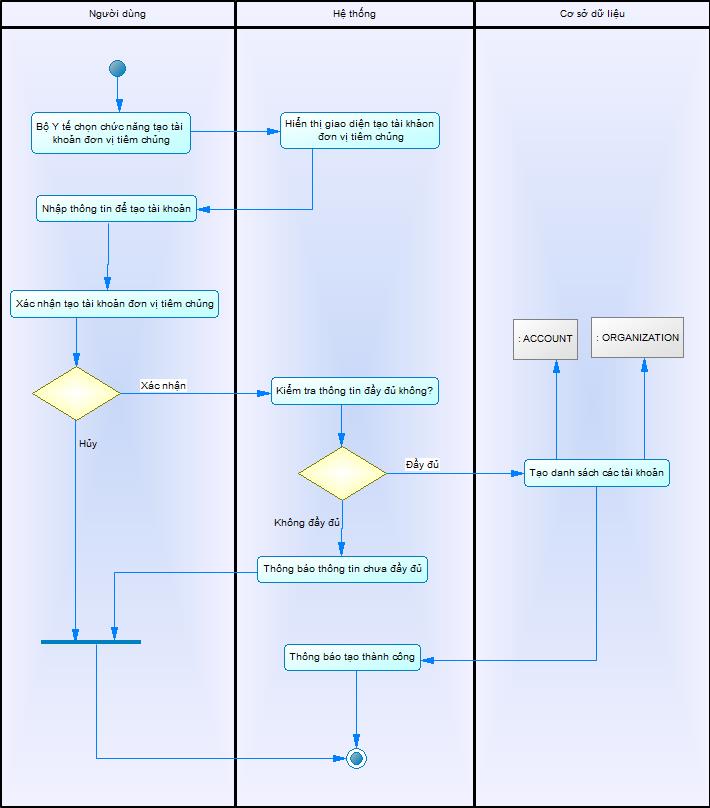 Người dùng
Hệ thống
Cơ sở dữ liệu
Bộ Y tế chọn chức năng tạo tài
khoản đơn vị tiêm chủng
Hiển thị giao diện tạo tài khảon
đơn vị tiêm chủng
Nhập thông tin để tạo tài khoản
Xác nhận tạo tài khoản đơn vị tiêm chủng
: ACCOUNT
: ORGANIZATION
Xác nhận
Kiểm tra thông tin đầy đủ không?
Hủy
Đầy đủ
Tạo danh sách các tài khoản
Không đầy đủ
Thông báo thông tin chưa đầy đủ
Thông báo tạo thành công